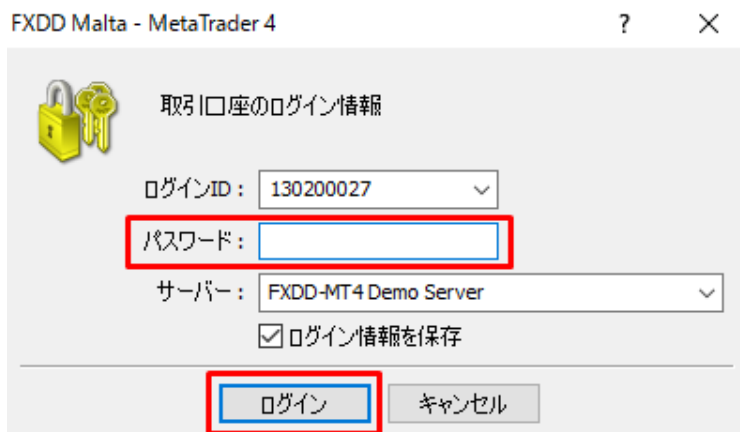 FXDD Malta - MetaTrader 4
取引口座のログイン情報
ログインID： 130200027
パスワード：
サーバー： FXDD-MT4 Demo Server
ログイン情報を保存
ログイン キャンセル